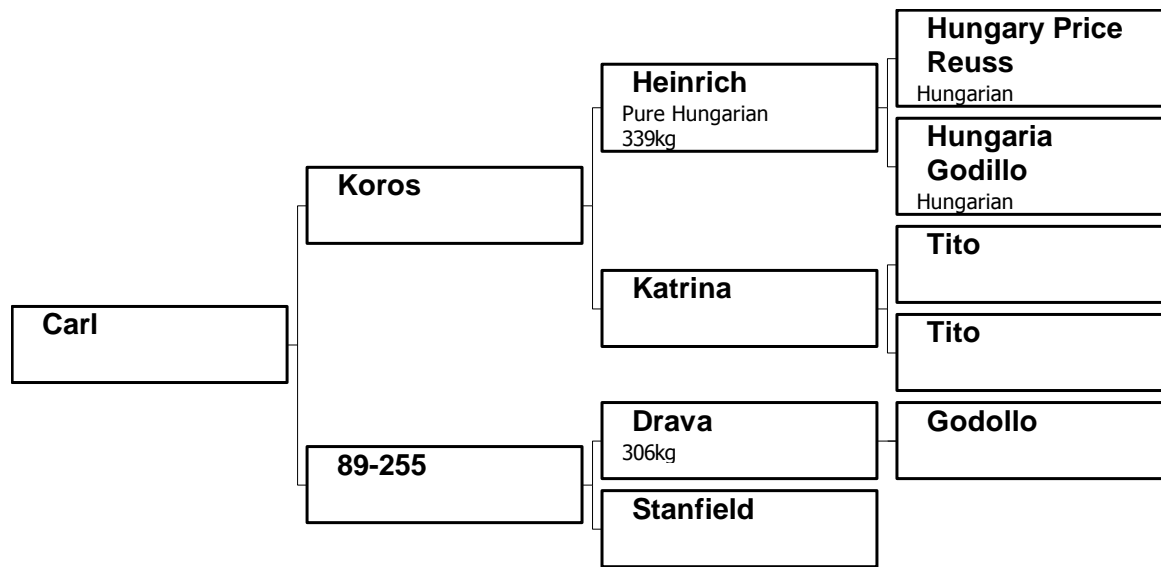 Hungary Price
Reuss
Hungarian
Heinrich
Pure Hungarian
339kg
Hungaria
Godillo
Hungarian
Koros
Tito
Katrina
Tito
Carl
Drava
306kg
Godollo
89-255
Stanfield